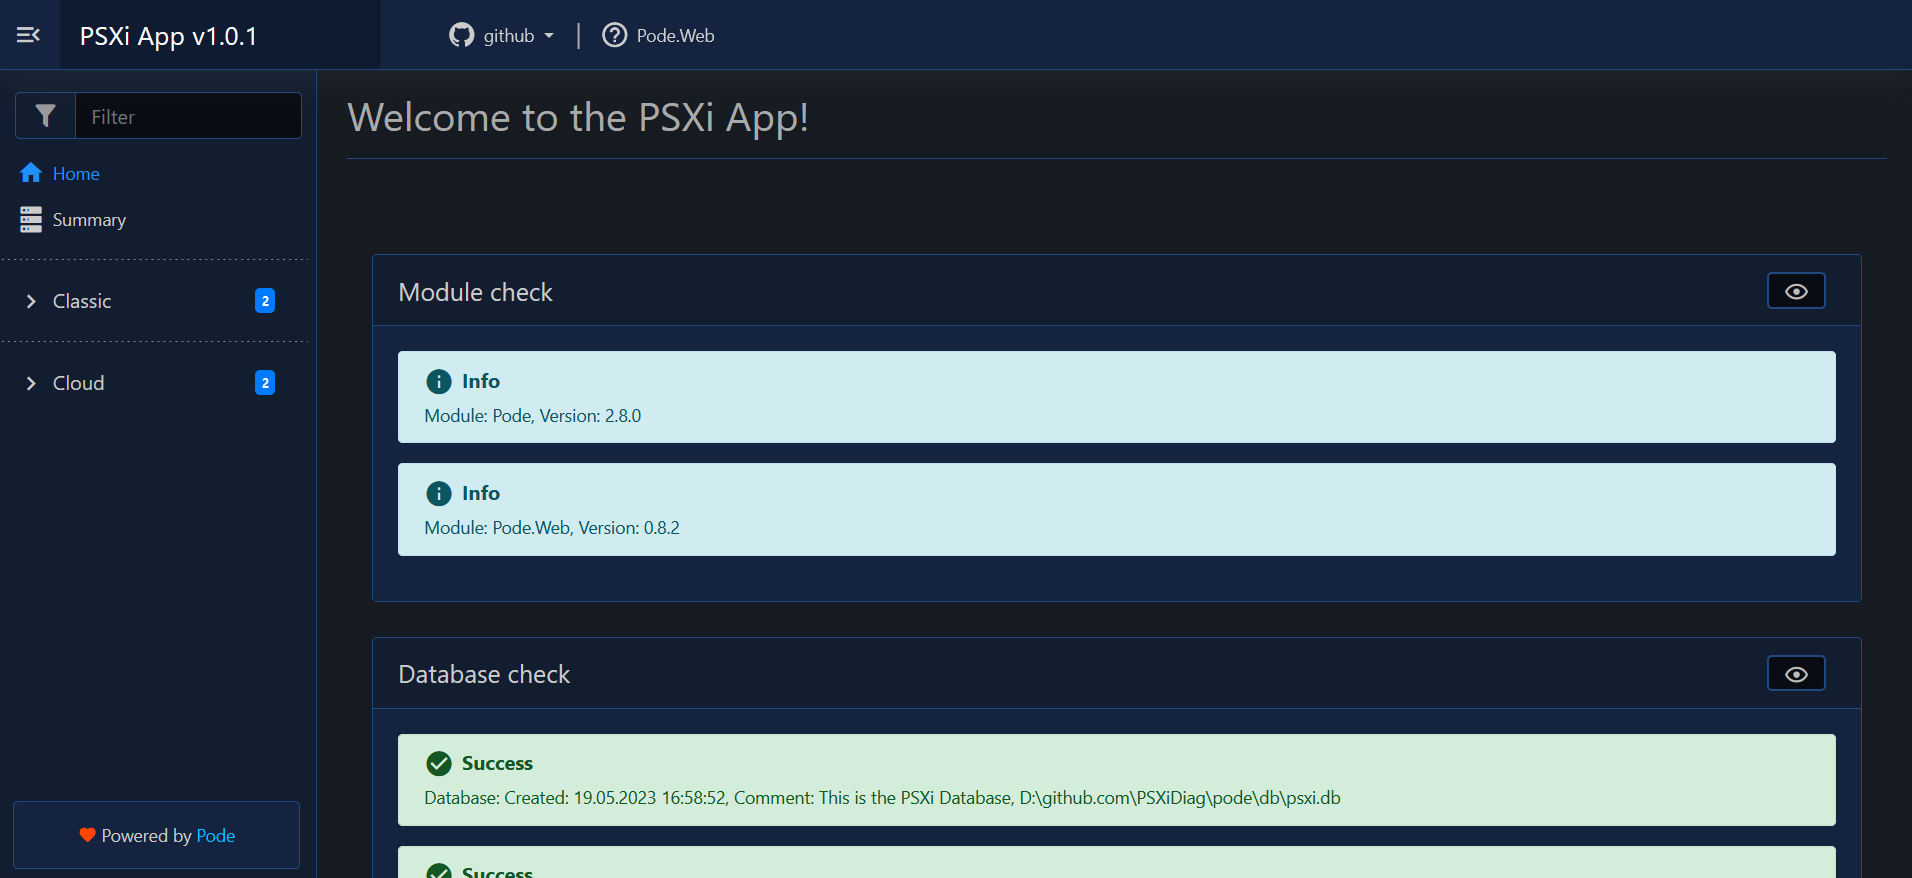 PSXi App v1.0.1
github
Pode.Web
Filter
Home
Summary
Classic
2
Cloud
2
Powered by Pode
Welcome to the PSXi App!
Module check
Info
Module: Pode, Version: 2.8.0
Info
Module: Pode.Web, Version: 0.8.2
Database check
Success
Database: Created: 19.05.2023 16:58:52, Comment: This is the PSXi Database, D:\github.com\PSXiDiag\pode\db\psxi.db
Success